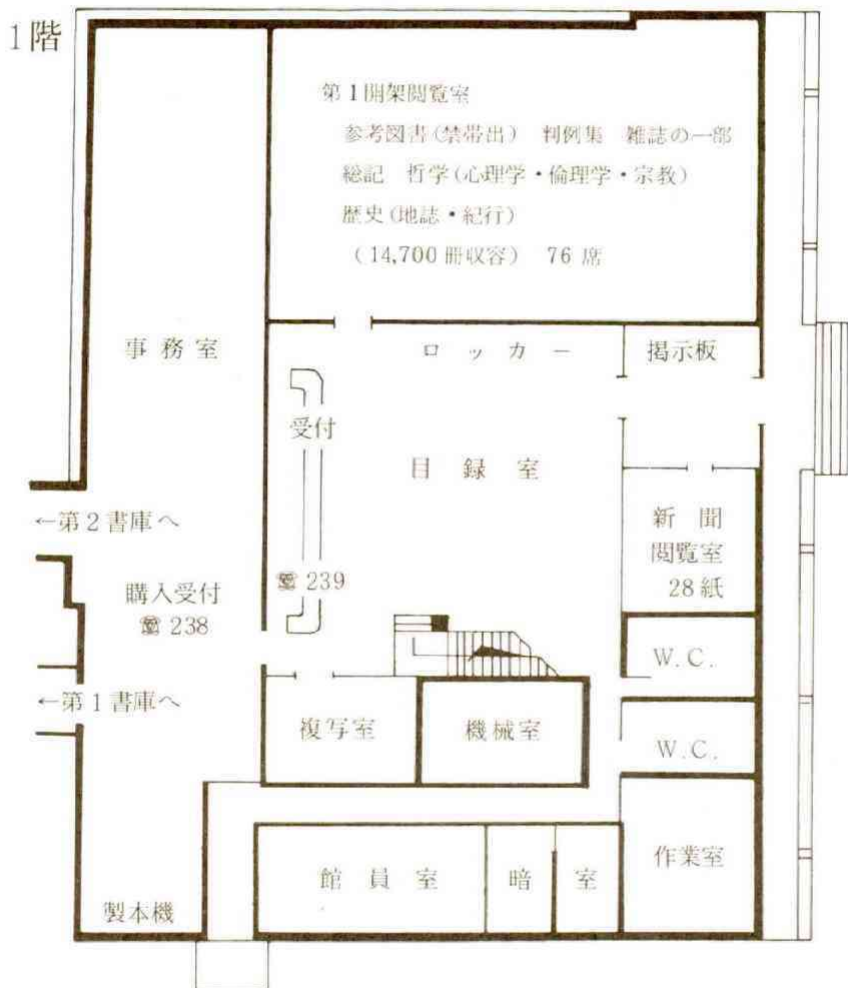 1階
第1開架閲覧室
参考図書(禁帯出) 判例集 雑誌の一部
総記 哲学(心理学・倫理学・宗教)
歴史(地誌・紀行)
(14,700冊収容) 76席
事務室
ロッカー
掲示板
受付
目録室
←第2書庫へ
新聞
閲覧室
28紙
購入受付
☎ 238
☎ 239
W.C.
←第1書庫へ
複写室
機械室
W.C.
館員室
暗室
作業室
製本機